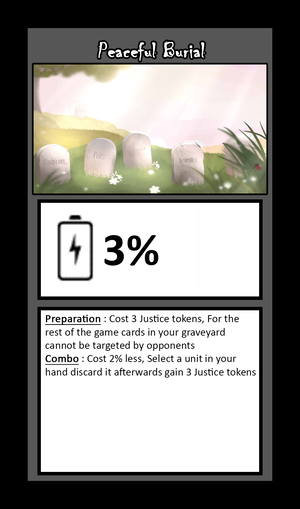 Peaceful Burial
3%
Preparation : Cost 3 Justice tokens, For the
rest of the game cards in your graveyard
cannot be targeted by opponents
Combo : Cost 2% less, Select a unit in your
hand discard it afterwards gain 3 Justice tokens